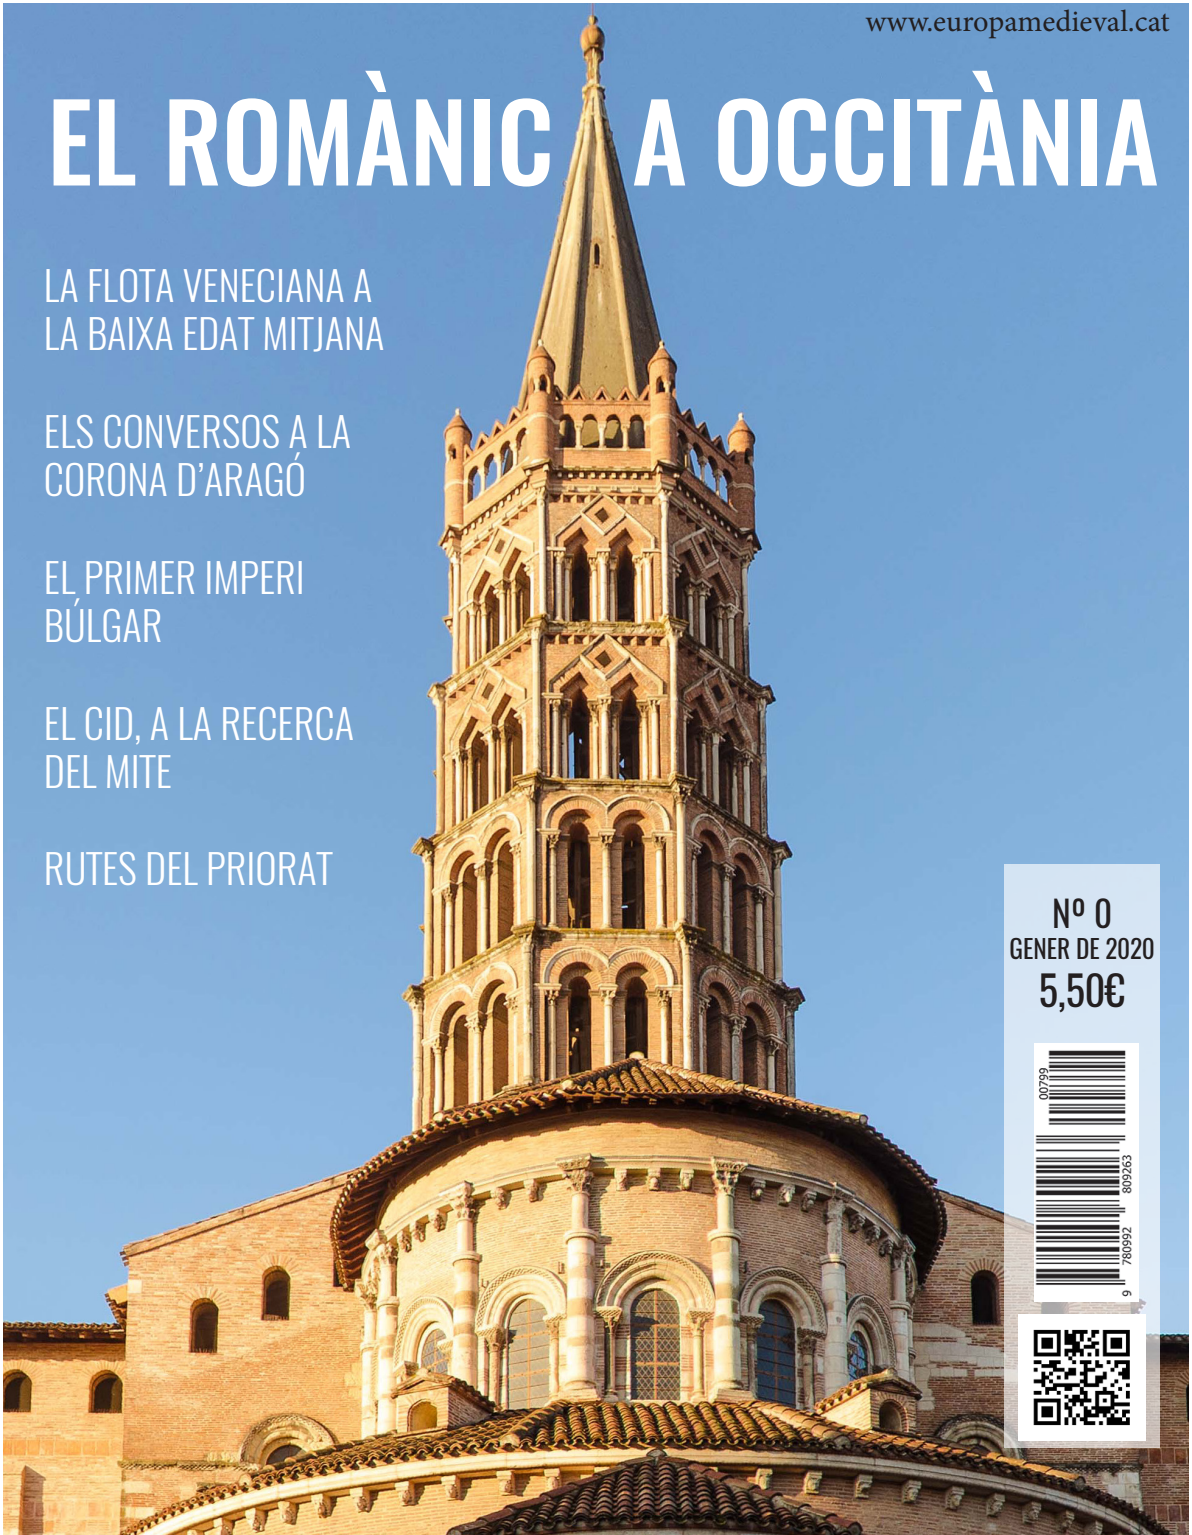 www.europamedieval.cat
EL ROMÀNIC A OCCITÀNIA
LA FLOTA VENECIANA A
LA BAIXA EDAT MITJANA
ELS CONVERSOS A LA
CORONA D'ARAGÓ
EL PRIMER IMPERI
BÚLGAR
EL CID, A LA RECERCA
DEL MITE
RUTES DEL PRIORAT
Nº 0
GENER DE 2020
5,50€
00799
9 780992 809263